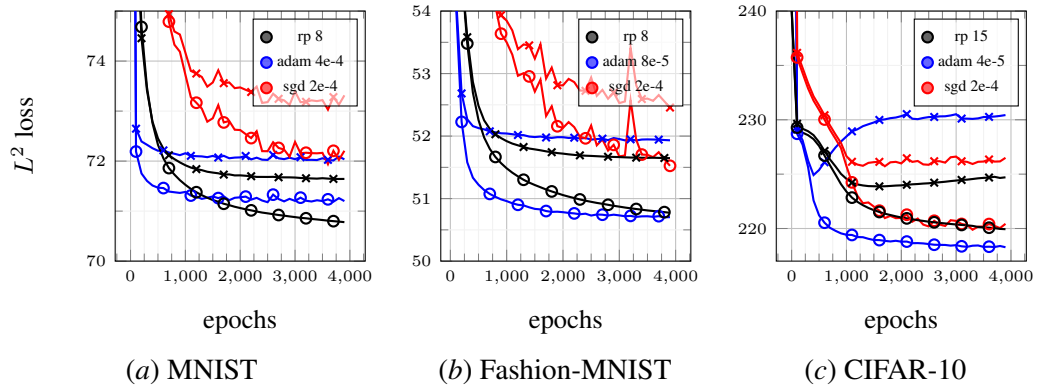 75
74
72
70
L² loss
rp 8
adam 4e-4
sgd 2e-4
0
1,000
2,000
3,000
4,000
epochs
(a) MNIST
54
53
52
51
50
rp 8
adam 8e-5
sgd 2e-4
0
1,000
2,000
3,000
4,000
epochs
(b) Fashion-MNIST
240
230
220
rp 15
adam 4e-5
sgd 2e-4
0
1,000
2,000
3,000
4,000
epochs
(c) CIFAR-10